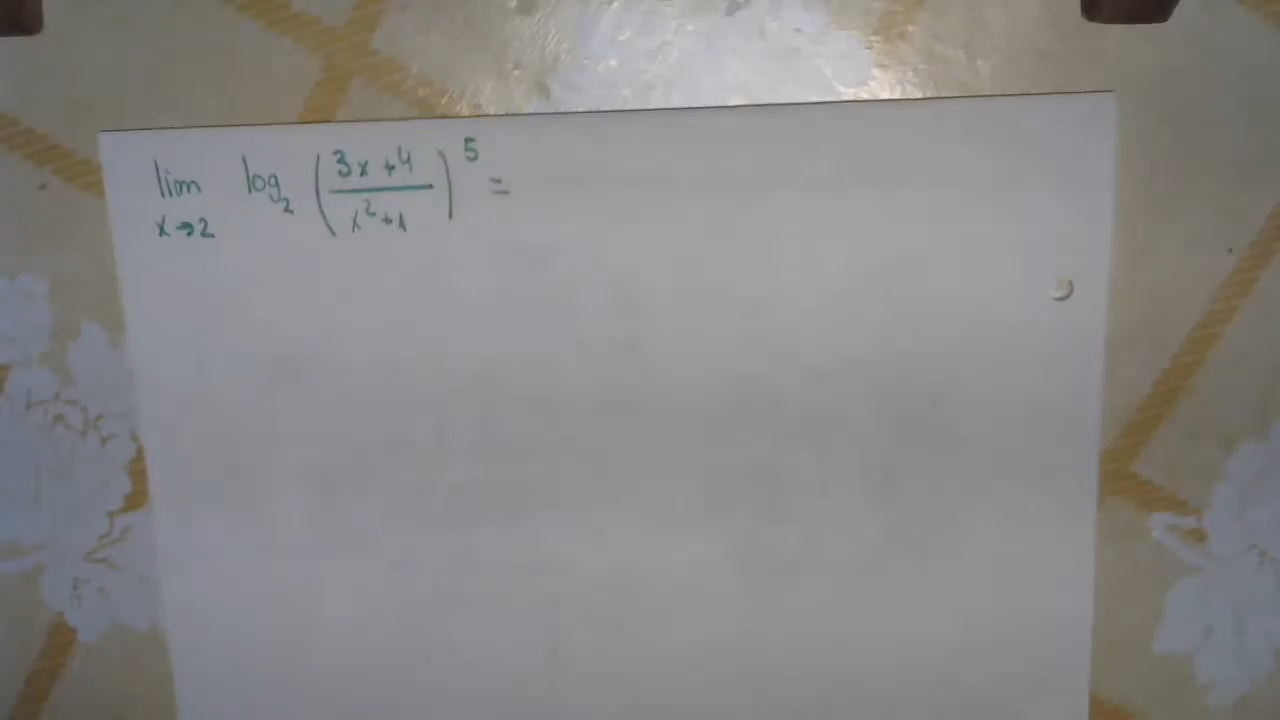 lim x→2 log₂ ((3x+4)/(x²+1))⁵ =